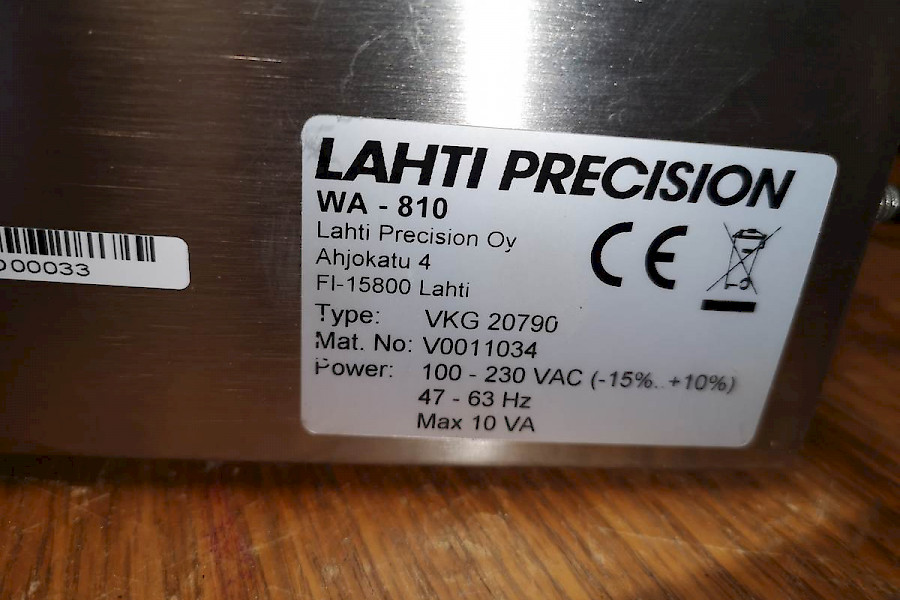 LAHTI PRECISION
WA - 810
Lahti Precision Oy
Ahjokatu 4
FI-15800 Lahti
CE
Type: VKG 20790
Mat. No: V0011034
Power: 100 - 230 VAC (-15%..+10%)
47 - 63 Hz
Max 10 VA
00033